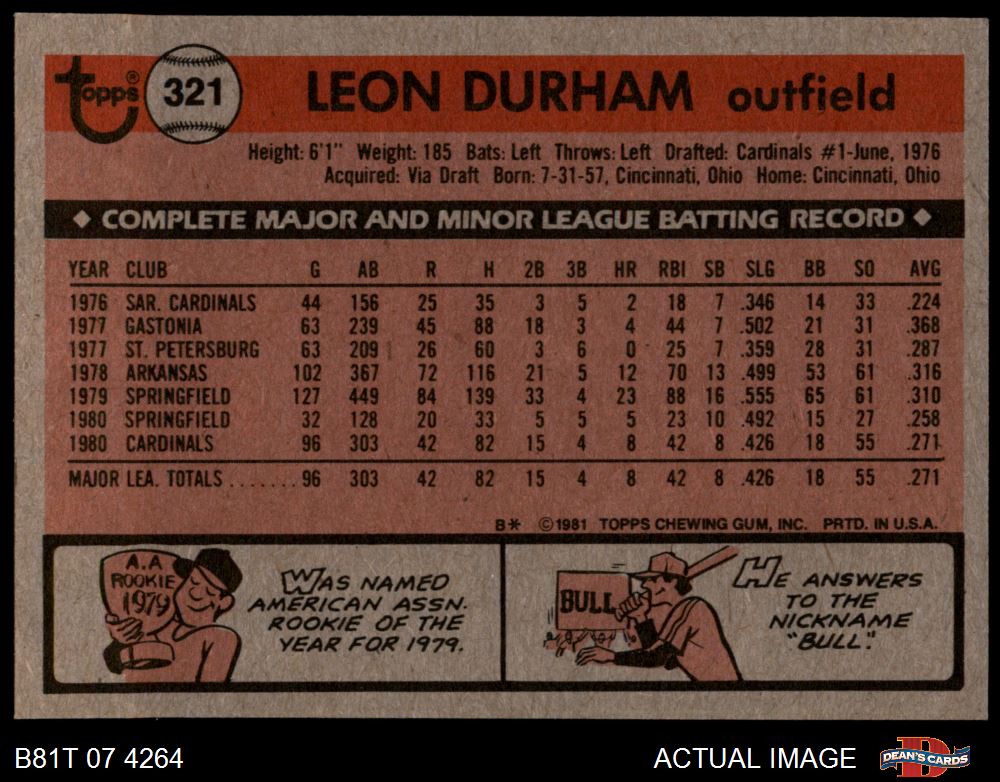 Topps®
321
LEON DURHAM outfield
Height: 6'1" Weight: 185 Bats: Left Throws: Left Drafted: Cardinals #1-June, 1976
Acquired: Via Draft Born: 7-31-57, Cincinnati, Ohio Home: Cincinnati, Ohio
◆ COMPLETE MAJOR AND MINOR LEAGUE BATTING RECORD ◆
YEAR CLUB G AB R H 2B 3B HR RBI SB SLG BB SO AVG
1976 SAR. CARDINALS 44 156 25 35 3 5 2 18 7 .346 14 33 .224
1977 GASTONIA 63 239 45 88 18 3 4 44 7 .502 21 31 .368
1977 ST. PETERSBURG 63 209 26 60 3 6 0 25 7 .359 28 31 .287
1978 ARKANSAS 102 367 72 116 21 5 12 70 13 .499 53 61 .316
1979 SPRINGFIELD 127 449 84 139 33 4 23 88 16 .555 65 61 .310
1980 SPRINGFIELD 32 128 20 33 5 5 5 23 10 .492 15 27 .258
1980 CARDINALS 96 303 42 82 15 4 8 42 8 .426 18 55 .271
MAJOR LEA. TOTALS ....... 96 303 42 82 15 4 8 42 8 .426 18 55 .271
B* ©1981 TOPPS CHEWING GUM, INC. PRTD. IN U.S.A.
A.A
ROOKIE
1979
WAS NAMED
AMERICAN ASSN.
ROOKIE OF THE
YEAR FOR 1979.
BULL
HE ANSWERS
TO THE
NICKNAME
"BULL."
B81T 07 4264
ACTUAL IMAGE
DEAN'S CARDS